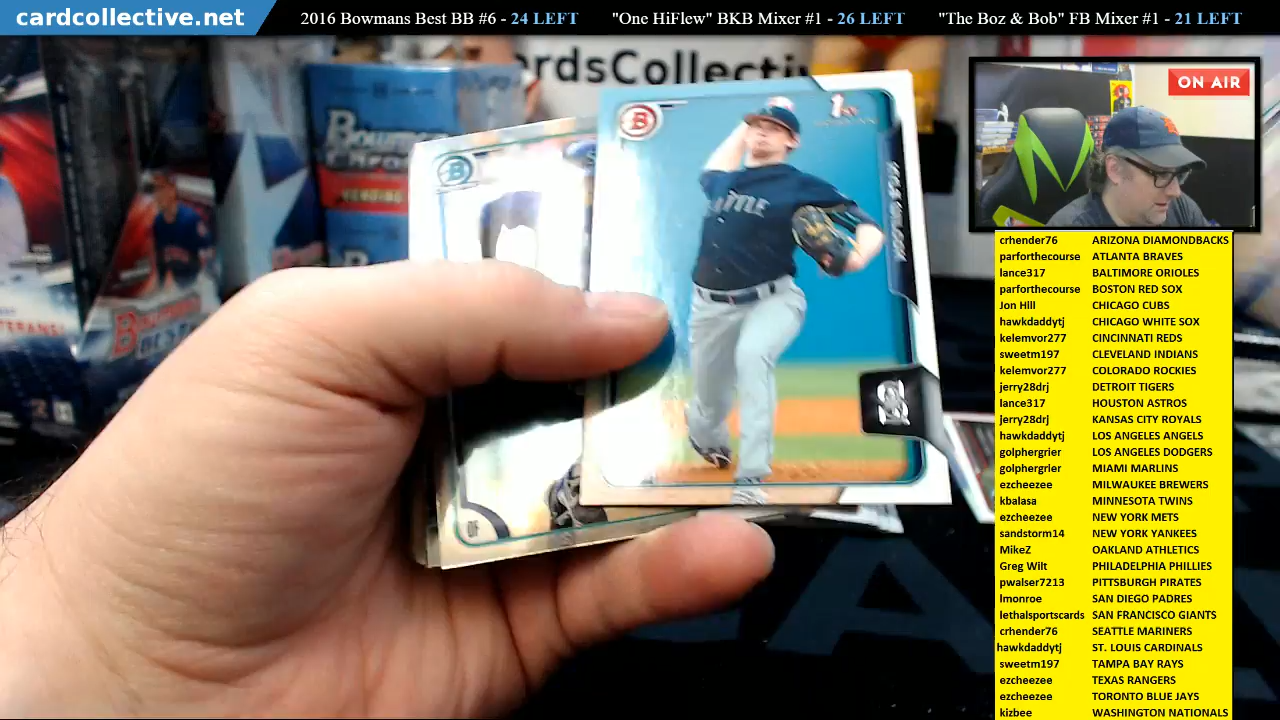 cardcollective.net
2016 Bowmans Best BB #6 - 24 LEFT
"One HiFlew" BKB Mixer #1 - 26 LEFT
"The Boz & Bob" FB Mixer #1 - 21 LEFT
ON AIR
B
B
OF
crhender76 ARIZONA DIAMONDBACKS
parforthecourse ATLANTA BRAVES
lance317 BALTIMORE ORIOLES
parforthecourse BOSTON RED SOX
Jon Hill CHICAGO CUBS
hawkdaddytj CHICAGO WHITE SOX
kelemvor277 CINCINNATI REDS
sweetm197 CLEVELAND INDIANS
kelemvor277 COLORADO ROCKIES
jerry28drj DETROIT TIGERS
lance317 HOUSTON ASTROS
jerry28drj KANSAS CITY ROYALS
hawkdaddytj LOS ANGELES ANGELS
golphergrier LOS ANGELES DODGERS
golphergrier MIAMI MARLINS
ezcheezee MILWAUKEE BREWERS
kbalasa MINNESOTA TWINS
ezcheezee NEW YORK METS
sandstorm14 NEW YORK YANKEES
MikeZ OAKLAND ATHLETICS
Greg Wilt PHILADELPHIA PHILLIES
pwalser7213 PITTSBURGH PIRATES
lmonroe SAN DIEGO PADRES
lethalsportscards SAN FRANCISCO GIANTS
crhender76 SEATTLE MARINERS
hawkdaddytj ST. LOUIS CARDINALS
sweetm197 TAMPA BAY RAYS
ezcheezee TEXAS RANGERS
ezcheezee TORONTO BLUE JAYS
kizbee WASHINGTON NATIONALS